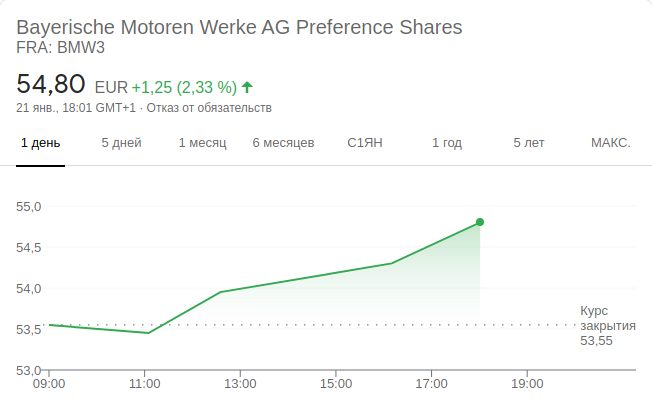 Bayerische Motoren Werke AG Preference Shares
FRA: BMW3
54,80 EUR +1,25 (2,33 %)
21 янв., 18:01 GMT+1 · Отказ от обязательств
1 день 5 дней 1 месяц 6 месяцев С1ЯН 1 год 5 лет МАКС.
55,0
54,5
54,0
53,5
53,0
Курс
закрытия
53,55
09:00 11:00 13:00 15:00 17:00 19:00